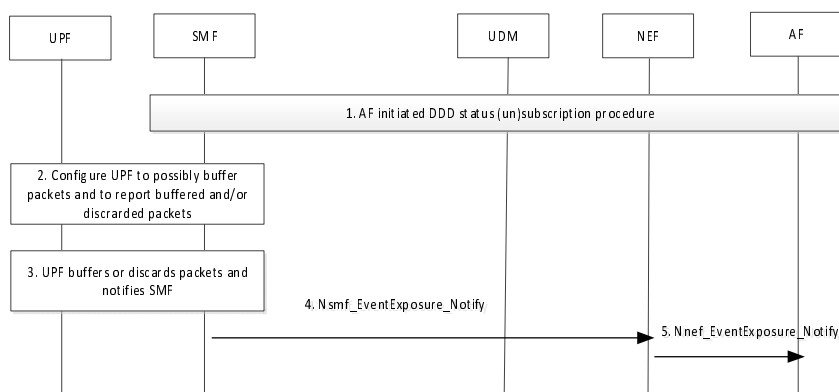 UPF
SMF
UDM
NEF
AF
1. AF initiated DDD status (un)subscription procedure
2. Configure UPF to possibly buffer
packets and to report buffered and/or
discrarded packets
3. UPF buffers or discards packets and
notifies SMF
4. Nsmf_EventExposure_Notify
5. Nnef_EventExposure_Notify